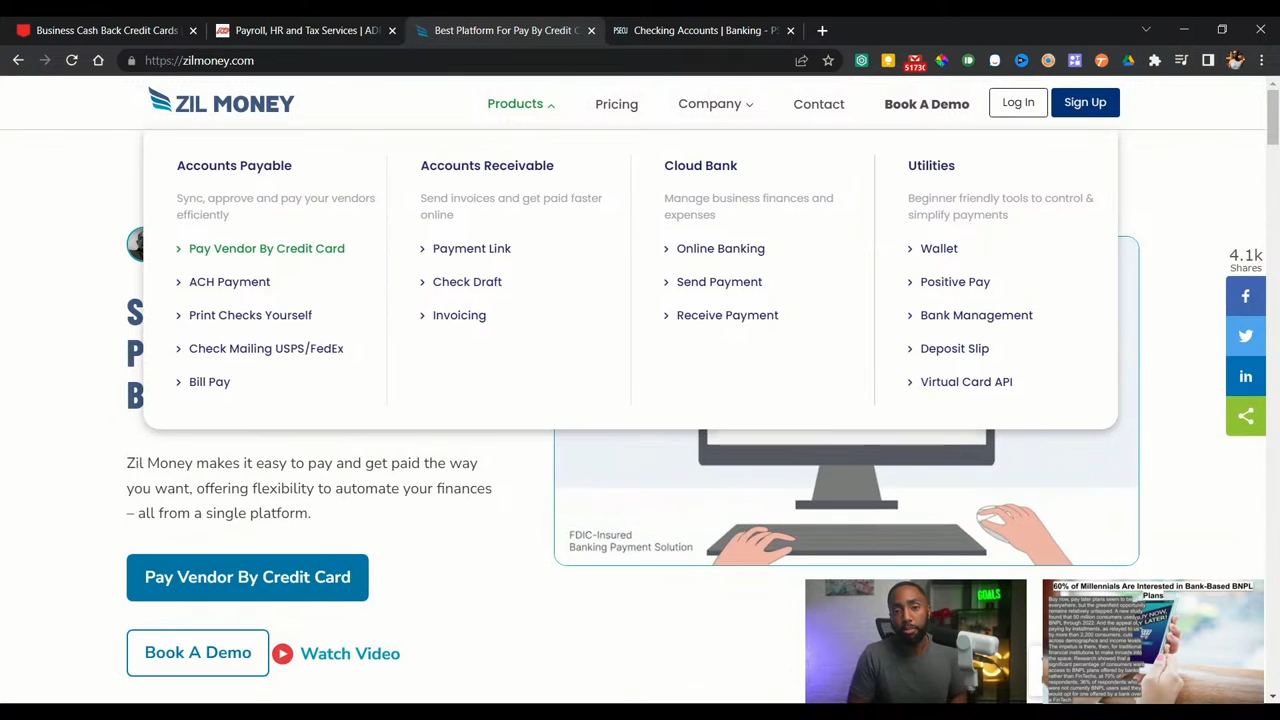 Business Cash Back Credit Cards
Payroll, HR and Tax Services | AD
Best Platform For Pay By Credit C
PSECU
Checking Accounts | Banking - PS
https://zilmoney.com
5173
ZIL MONEY
Products
Pricing
Company
Contact
Book A Demo
Log In
Sign Up
Accounts Payable
Sync, approve and pay your vendors
efficiently
Pay Vendor By Credit Card
ACH Payment
Print Checks Yourself
Check Mailing USPS/FedEx
Bill Pay
Accounts Receivable
Send invoices and get paid faster
online
Payment Link
Check Draft
Invoicing
Cloud Bank
Manage business finances and
expenses
Online Banking
Send Payment
Receive Payment
Utilities
Beginner friendly tools to control &
simplify payments
Wallet
Positive Pay
Bank Management
Deposit Slip
Virtual Card API
4.1k
Shares
S
P
B
Zil Money makes it easy to pay and get paid the way
you want, offering flexibility to automate your finances
– all from a single platform.
Pay Vendor By Credit Card
Book A Demo
Watch Video
FDIC-Insured
Banking Payment Solution
GOALS
60% of Millennials Are Interested in Bank-Based BNPL
Plans
BUY NOW,